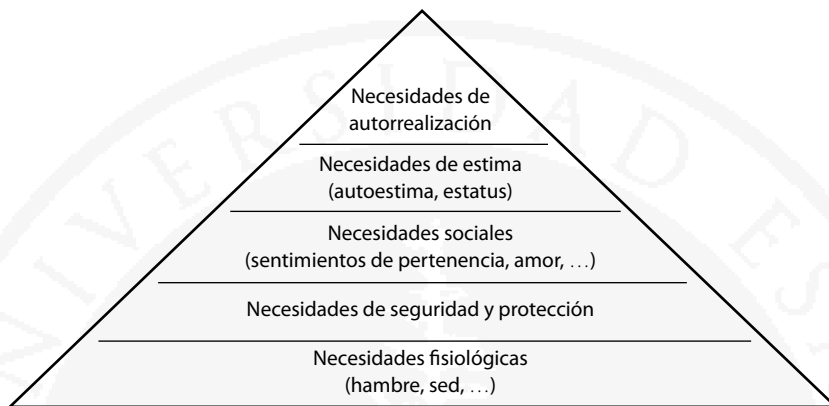 Necesidades de
autorrealización
Necesidades de estima
(autoestima, estatus)
Necesidades sociales
(sentimientos de pertenencia, amor, …)
Necesidades de seguridad y protección
Necesidades fisiológicas
(hambre, sed, …)